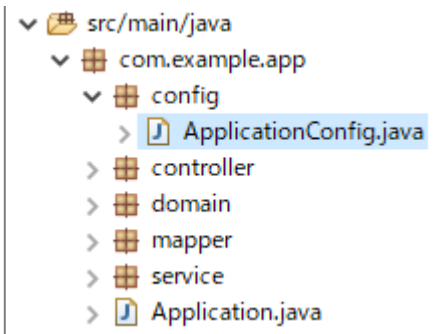 src/main/java
com.example.app
config
ApplicationConfig.java
controller
domain
mapper
service
Application.java